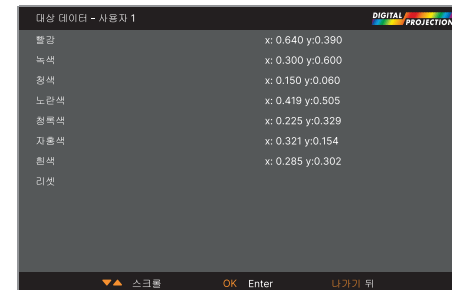 대상 데이터 – 사용자 1
DIGITAL PROJECTION
빨강 x: 0.640 y:0.390
녹색 x: 0.300 y:0.600
청색 x: 0.150 y:0.060
노란색 x: 0.419 y:0.505
청록색 x: 0.225 y:0.329
자홍색 x: 0.321 y:0.154
흰색 x: 0.285 y:0.302
리셋
▼▲ 스크롤 OK Enter 나가기 뒤